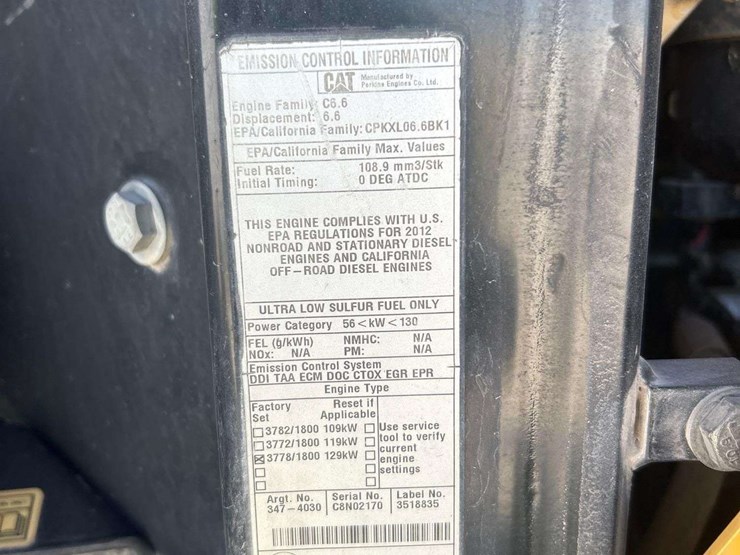 EMISSION CONTROL INFORMATION
CAT Manufactured by
Perkins Engines Co. Ltd.
Engine Family C6.6
Displacement: 6.6
EPA/California Family: CPKXL06.6BK1
EPA/California Family Max. Values
Fuel Rate: 108.9 mm3/Stk
Initial Timing: 0 DEG ATDC
THIS ENGINE COMPLIES WITH U.S.
EPA REGULATIONS FOR 2012
NONROAD AND STATIONARY DIESEL
ENGINES AND CALIFORNIA
OFF-ROAD DIESEL ENGINES
ULTRA LOW SULFUR FUEL ONLY
Power Category 56<kW<130
FEL (g/kWh) NMHC: N/A
NOx: N/A PM: N/A
Emission Control System
DDI TAA ECM DOC CTOX EGR EPR
Engine Type
Factory Set
Reset if Applicable
3782/1800 109kW
3772/1800 119kW
3778/1800 129kW
Use service
tool to verify
current
engine
settings
Argt. No. Serial No. Label No.
347-4030 C8N02170 3518835